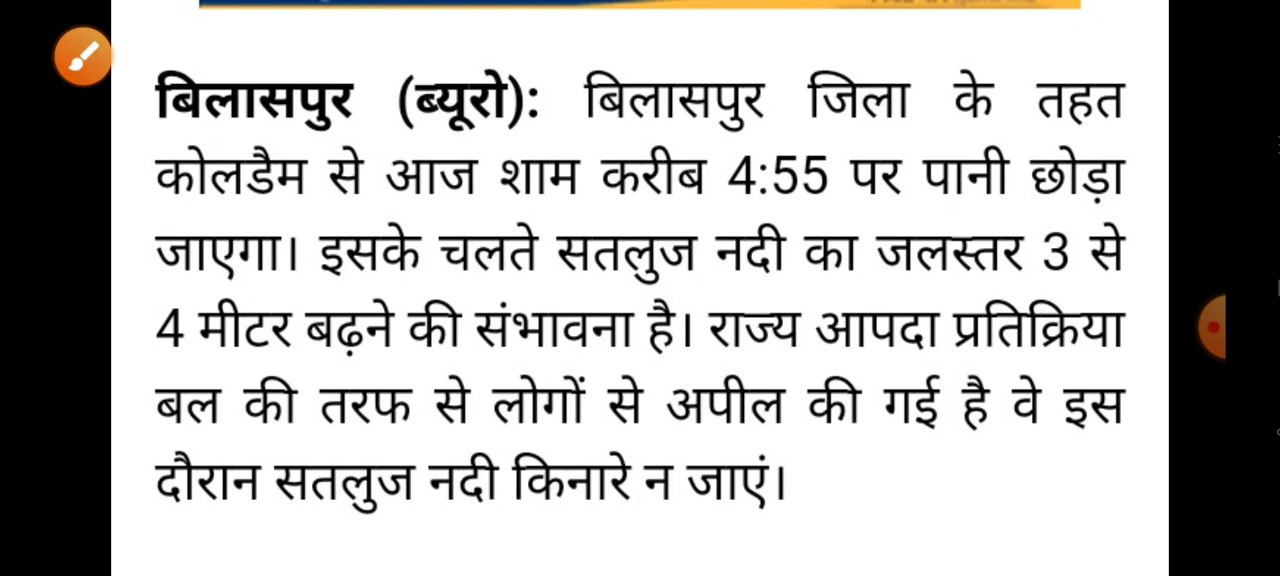 बिलासपुर (ब्यूरो): बिलासपुर जिला के तहत
कोलडैम से आज शाम करीब 4:55 पर पानी छोड़ा
जाएगा। इसके चलते सतलुज नदी का जलस्तर 3 से
4 मीटर बढ़ने की संभावना है। राज्य आपदा प्रतिक्रिया
बल की तरफ से लोगों से अपील की गई है वे इस
दौरान सतलुज नदी किनारे न जाएं।